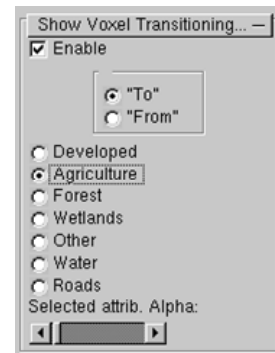 Show Voxel Transitioning...
Enable
"To"
"From"
Developed
Agriculture
Forest
Wetlands
Other
Water
Roads
Selected attrib. Alpha: